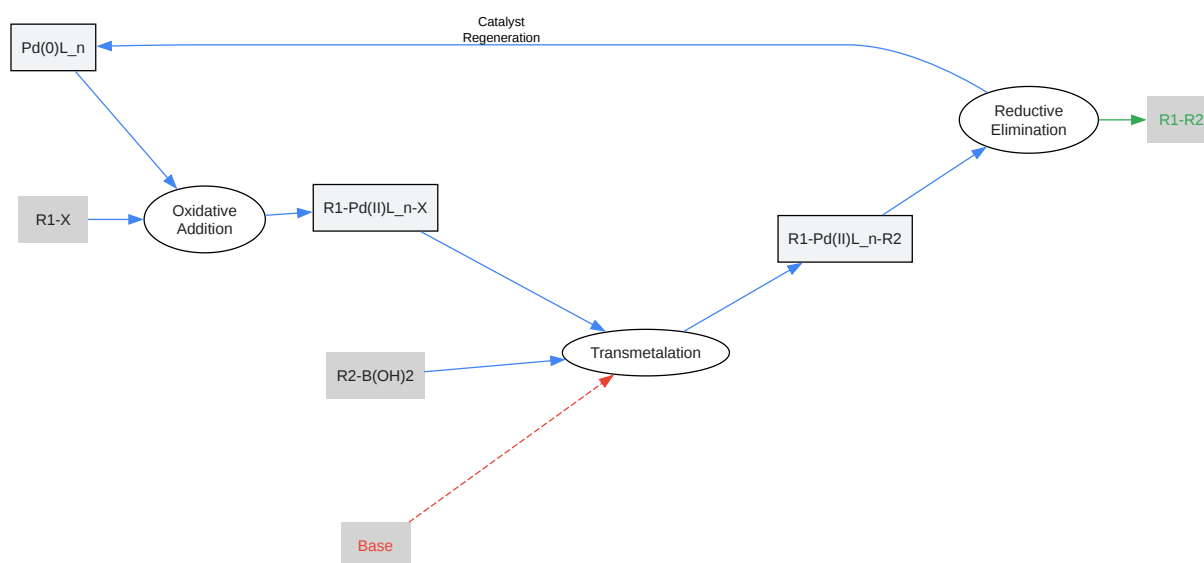 Catalyst
Regeneration
Pd(0)L_n
Reductive
Elimination
R1-R2
Oxidative
Addition
R1-X
R1-Pd(II)L_n-X
R1-Pd(II)L_n-R2
Transmetalation
R2-B(OH)2
Base